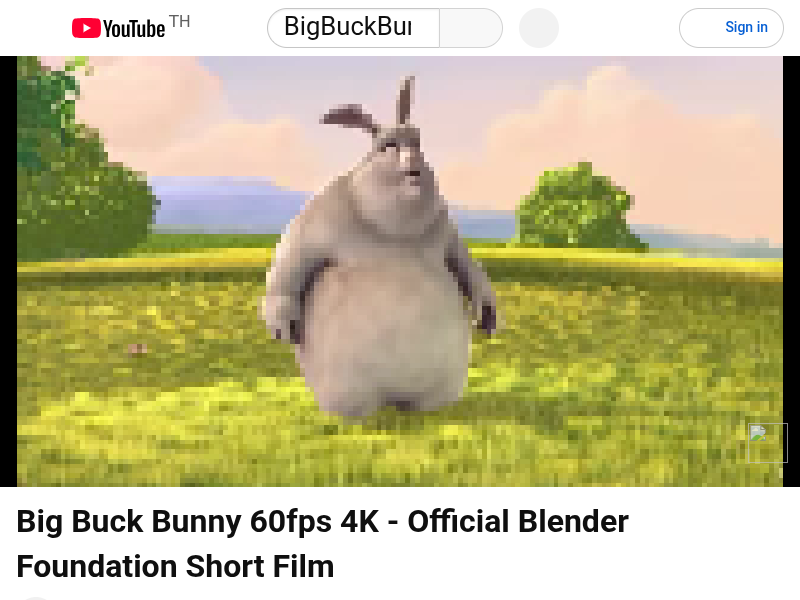 YouTube TH
BigBuckBu
Sign in
Big Buck Bunny 60fps 4K - Official Blender
Foundation Short Film